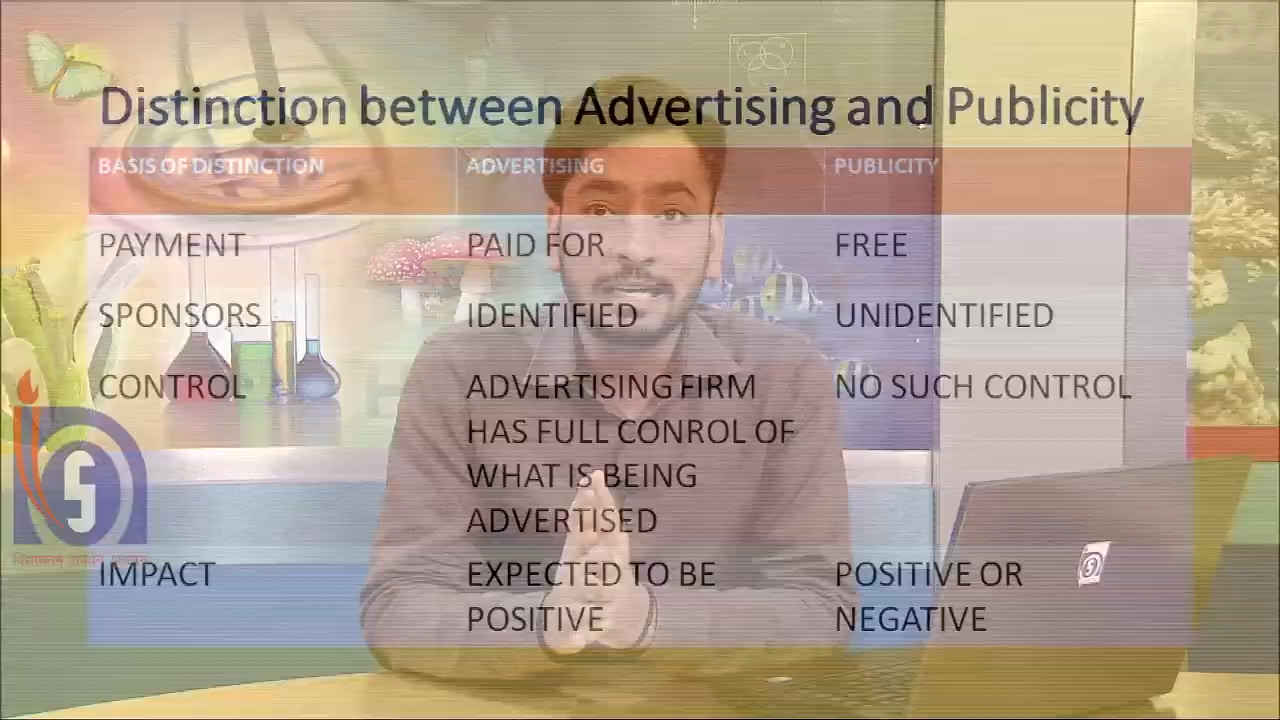 Distinction between Advertising and Publicity
BASIS OF DISTINCTION ADVERTISING PUBLICITY
PAYMENT PAID FOR FREE
SPONSORS IDENTIFIED UNIDENTIFIED
CONTROL ADVERTISING FIRM NO SUCH CONTROL
HAS FULL CONROL OF
WHAT IS BEING
ADVERTISED
IMPACT EXPECTED TO BE POSITIVE OR
POSITIVE NEGATIVE